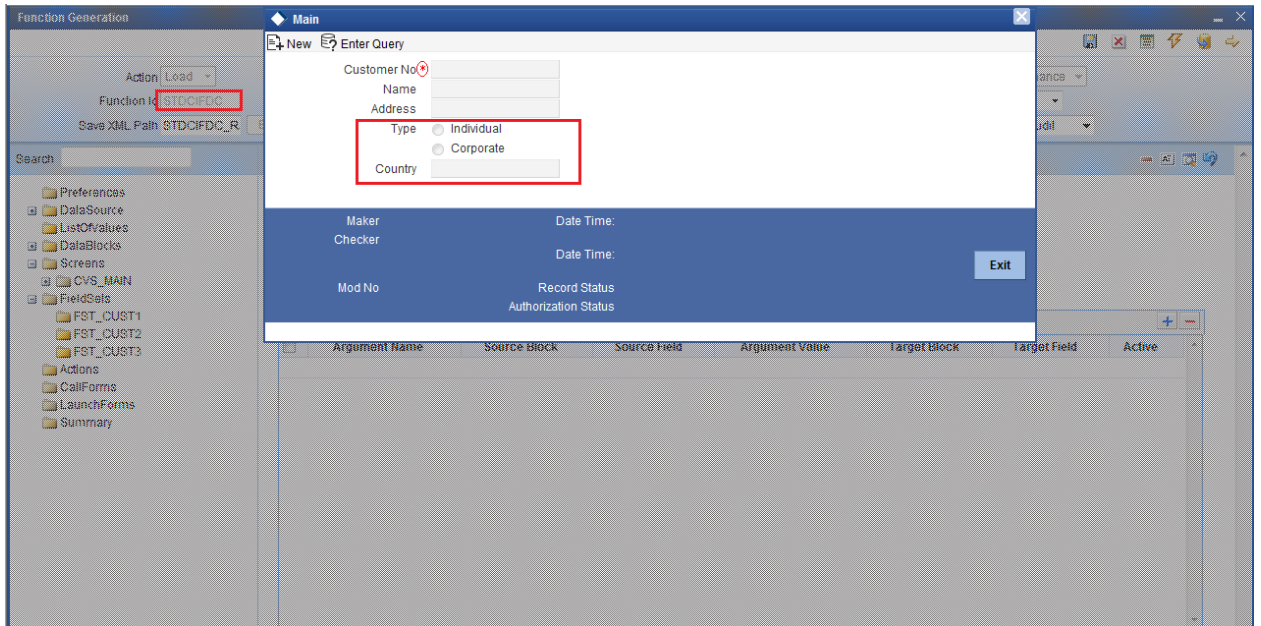 Function Generation
Action Load
Function Id STDCIFDC
Save XML Path STDCIFDC_R
Search
Preferences
DataSource
ListOfValues
DataBlocks
Screens
CVS_MAIN
FieldSets
FST_CUST1
FST_CUST2
FST_CUST3
Actions
CallForms
LaunchForms
Summary
Main
New Enter Query
Customer No
Name
Address
Type Individual
Corporate
Country
Maker Date Time:
Checker
Date Time:
Exit
Mod No Record Status
Authorization Status
Argument Name Source Block Source Field Argument Value Target Block Target Field Active